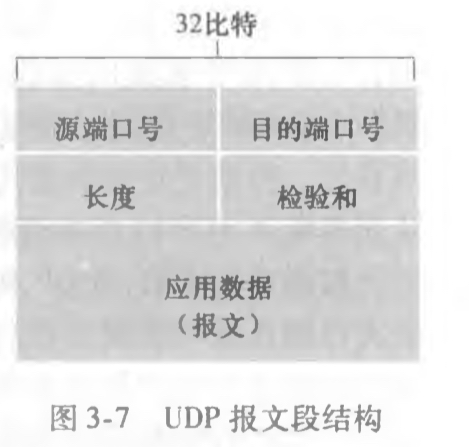 32比特
源端口号 目的端口号
长度 检验和
应用数据
(报文)
图 3-7 UDP 报文段结构